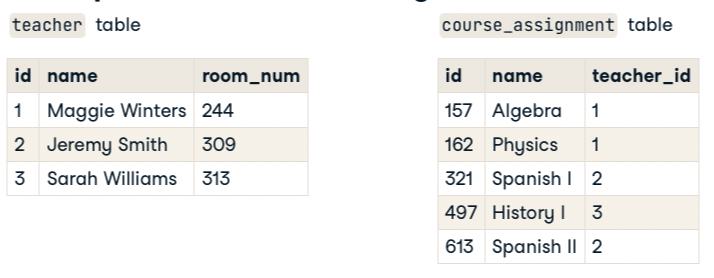 teacher table
id name room_num
1 Maggie Winters 244
2 Jeremy Smith 309
3 Sarah Williams 313
course_assignment table
id name teacher_id
157 Algebra 1
162 Physics 1
321 Spanish I 2
497 History I 3
613 Spanish II 2